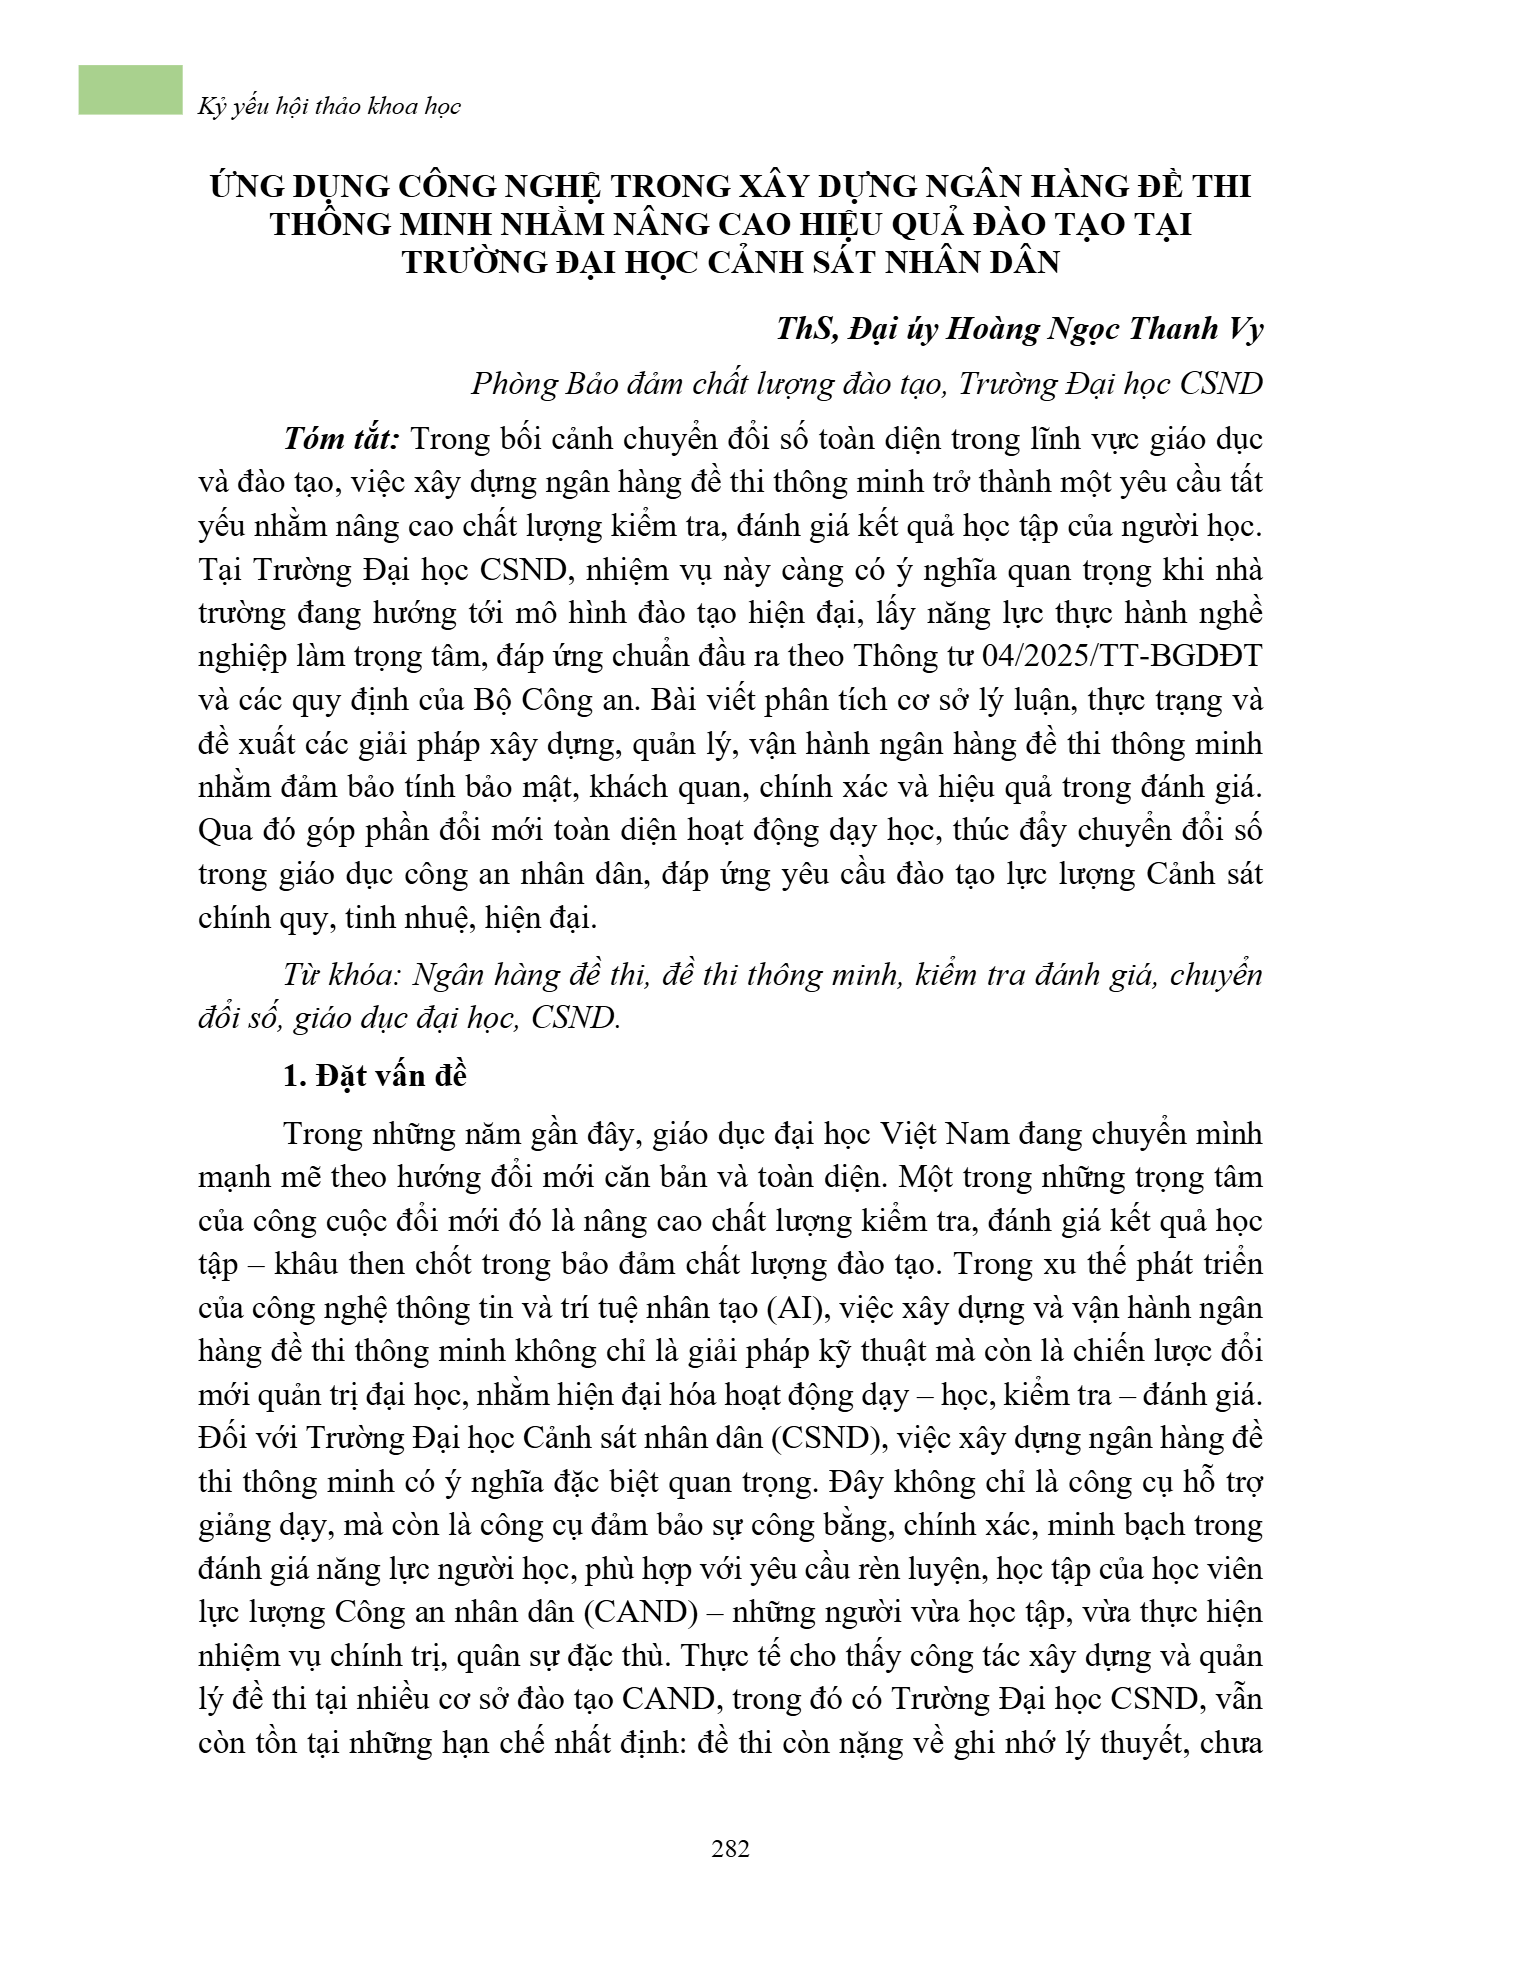 Kỷ yếu hội thảo khoa học
ỨNG DỤNG CÔNG NGHỆ TRONG XÂY DỰNG NGÂN HÀNG ĐỀ THI
THÔNG MINH NHẰM NÂNG CAO HIỆU QUẢ ĐÀO TẠO TẠI
TRƯỜNG ĐẠI HỌC CẢNH SÁT NHÂN DÂN
ThS, Đại úy Hoàng Ngọc Thanh Vy
Phòng Bảo đảm chất lượng đào tạo, Trường Đại học CSND
Tóm tắt: Trong bối cảnh chuyển đổi số toàn diện trong lĩnh vực giáo dục
và đào tạo, việc xây dựng ngân hàng đề thi thông minh trở thành một yêu cầu tất
yếu nhằm nâng cao chất lượng kiểm tra, đánh giá kết quả học tập của người học.
Tại Trường Đại học CSND, nhiệm vụ này càng có ý nghĩa quan trọng khi nhà
trường đang hướng tới mô hình đào tạo hiện đại, lấy năng lực thực hành nghề
nghiệp làm trọng tâm, đáp ứng chuẩn đầu ra theo Thông tư 04/2025/TT-BGDĐT
và các quy định của Bộ Công an. Bài viết phân tích cơ sở lý luận, thực trạng và
đề xuất các giải pháp xây dựng, quản lý, vận hành ngân hàng đề thi thông minh
nhằm đảm bảo tính bảo mật, khách quan, chính xác và hiệu quả trong đánh giá.
Qua đó góp phần đổi mới toàn diện hoạt động dạy học, thúc đẩy chuyển đổi số
trong giáo dục công an nhân dân, đáp ứng yêu cầu đào tạo lực lượng Cảnh sát
chính quy, tinh nhuệ, hiện đại.
Từ khóa: Ngân hàng đề thi, đề thi thông minh, kiểm tra đánh giá, chuyển
đổi số, giáo dục đại học, CSND.
1. Đặt vấn đề
Trong những năm gần đây, giáo dục đại học Việt Nam đang chuyển mình
mạnh mẽ theo hướng đổi mới căn bản và toàn diện. Một trong những trọng tâm
của công cuộc đổi mới đó là nâng cao chất lượng kiểm tra, đánh giá kết quả học
tập – khâu then chốt trong bảo đảm chất lượng đào tạo. Trong xu thế phát triển
của công nghệ thông tin và trí tuệ nhân tạo (AI), việc xây dựng và vận hành ngân
hàng đề thi thông minh không chỉ là giải pháp kỹ thuật mà còn là chiến lược đổi
mới quản trị đại học, nhằm hiện đại hóa hoạt động dạy – học, kiểm tra – đánh giá.
Đối với Trường Đại học Cảnh sát nhân dân (CSND), việc xây dựng ngân hàng đề
thi thông minh có ý nghĩa đặc biệt quan trọng. Đây không chỉ là công cụ hỗ trợ
giảng dạy, mà còn là công cụ đảm bảo sự công bằng, chính xác, minh bạch trong
đánh giá năng lực người học, phù hợp với yêu cầu rèn luyện, học tập của học viên
lực lượng Công an nhân dân (CAND) – những người vừa học tập, vừa thực hiện
nhiệm vụ chính trị, quân sự đặc thù. Thực tế cho thấy công tác xây dựng và quản
lý đề thi tại nhiều cơ sở đào tạo CAND, trong đó có Trường Đại học CSND, vẫn
còn tồn tại những hạn chế nhất định: đề thi còn nặng về ghi nhớ lý thuyết, chưa
282